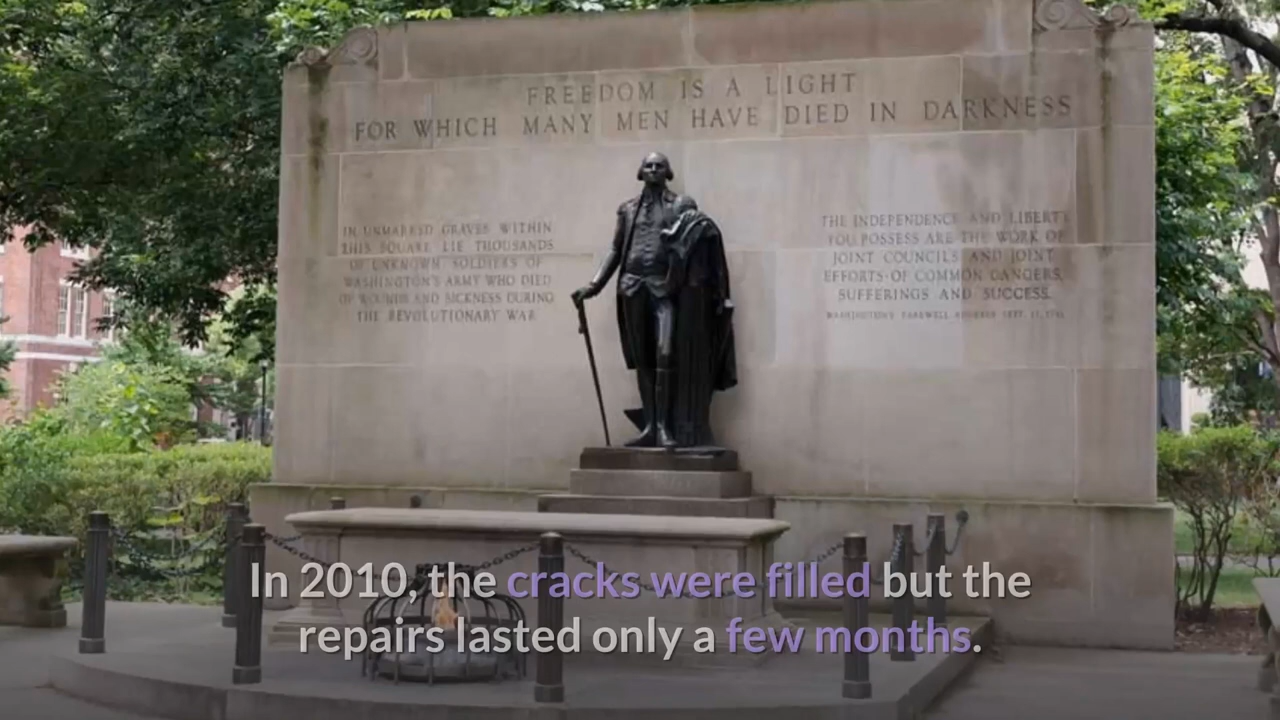 FREEDOM IS A LIGHT
FOR WHICH MANY MEN HAVE DIED IN DARKNESS
IN UNMARKED GRAVES WITHIN
THIS SQUARE LIE THOUSANDS
OF UNKNOWN SOLDIERS OF
WASHINGTON'S ARMY WHO DIED
OF WOUNDS AND SICKNESS DURING
THE REVOLUTIONARY WAR
THE INDEPENDENCE AND LIBERTY
YOU POSSESS ARE THE WORK OF
JOINT COUNCILS AND JOINT
EFFORTS · OF COMMON DANGERS,
SUFFERINGS AND SUCCESS.
WASHINGTON'S FAREWELL ADDRESS SEPT. 17, 1796
In 2010, the cracks were filled but the
repairs lasted only a few months.